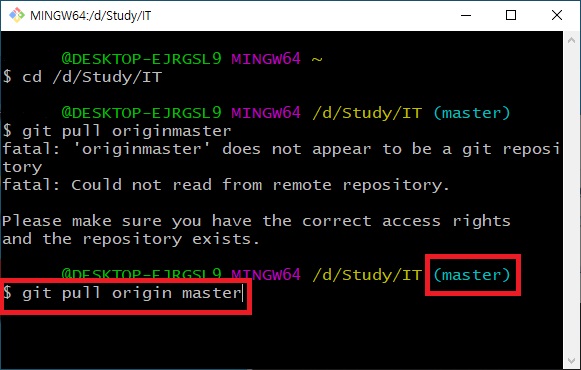 MINGW64:/d/Study/IT
@DESKTOP-EJRGSL9 MINGW64 ~
$ cd /d/Study/IT
@DESKTOP-EJRGSL9 MINGW64 /d/Study/IT (master)
$ git pull originmaster
fatal: 'originmaster' does not appear to be a git reposi
tory
fatal: Could not read from remote repository.
Please make sure you have the correct access rights
and the repository exists.
@DESKTOP-EJRGSL9 MINGW64 /d/Study/IT (master)
$ git pull origin master